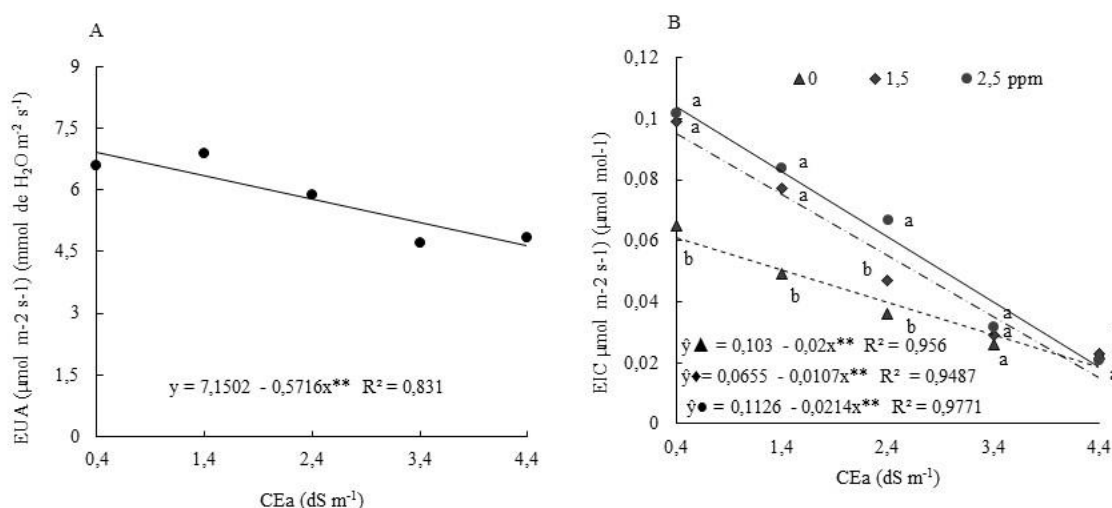 A
EUA (μmol m-2 s-1) (mmol de H₂O m⁻² s⁻¹)
9
7,5
6
4,5
3
1,5
0
y = 7,1502 - 0,5716x** R² = 0,831
0,4 1,4 2,4 3,4 4,4
CEa (dS m⁻¹)
B
EIC μmol m-2 s-1) (μmol mol-1)
0,12
0,1
0,08
0,06
0,04
0,02
0
▲ 0 ◆ 1,5 ● 2,5 ppm
a
a
a
a
a
b
b
b
b
a
a
a
a
ŷ▲ = 0,103 - 0,02x** R² = 0,956
ŷ◆= 0,0655 - 0,0107x** R² = 0,9487
ŷ● = 0,1126 - 0,0214x** R² = 0,9771
0,4 1,4 2,4 3,4 4,4
CEa (dS m⁻¹)